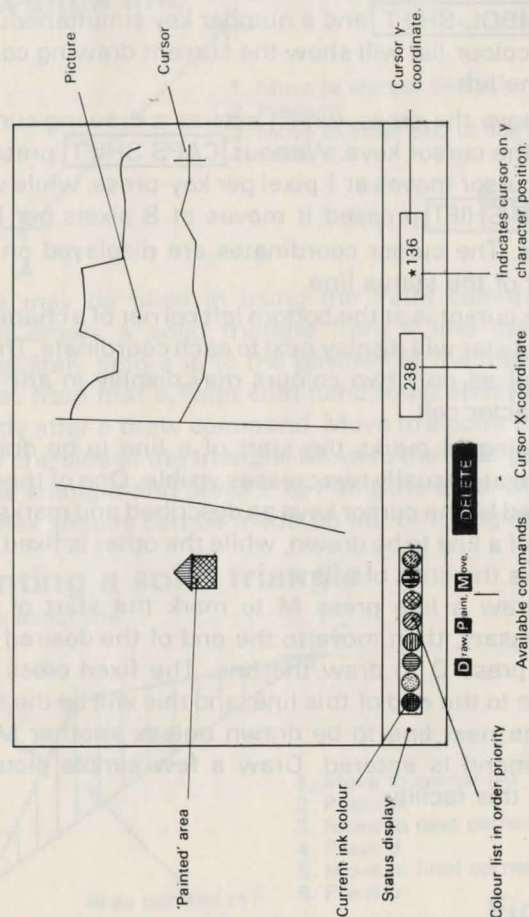 Picture
Cursor
'Painted' area
Current ink colour
Status display
Cursor Y
coordinate.
238 ★136
Draw, Paint, Move DELETE
Colour list in order priority
Indicates cursor on y
character position.
Available commands
Cursor X coordinate